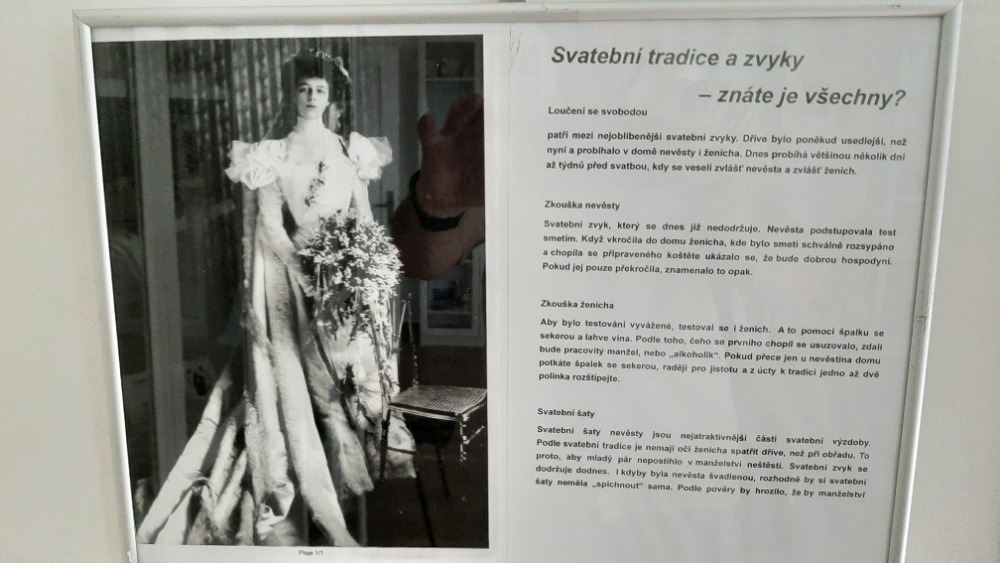 Svatební tradice a zvyky
– znáte je všechny?
Loučení se svobodou
patří mezi nejoblíbenější svatební zvyky. Dříve bylo poněkud usedlejší, než
nyní a probíhalo v domě nevěsty i ženicha. Dnes probíhá většinou několik dní
až týdnů před svatbou, kdy se veselí zvlášť nevěsta a zvlášť ženich.
Zkouška nevěsty
Svatební zvyk, který se dnes již nedodržuje. Nevěsta podstupovala test
smetím. Když vkročila do domu ženicha, kde bylo smetí schválně rozsypáno
a chopila se připraveného koštěte ukázalo se, že bude dobrou hospodyní.
Pokud jej pouze překročila, znamenalo to opak.
Zkouška ženicha
Aby bylo testování vyvážené, testoval se i ženich. A to pomocí špalku se
sekerou a lahve vína. Podle toho, čeho se prvního chopil se usuzovalo, zdali
bude pracovitý manžel, nebo „alkoholik“. Pokud přece jen u nevěstina domu
potkáte špalek se sekerou, raději pro jistotu a z úcty k tradici jedno až dvě
polínka rozštípejte.
Svatební šaty
Svatební šaty nevěsty jsou nejatraktivnější částí svatební výzdoby.
Podle svatební tradice je nemají oči ženicha spatřit dříve, než při obřadu. To
proto, aby mladý pár nepostihlo v manželství neštěstí. Svatební zvyk se
dodržuje dodnes. I kdyby byla nevěsta švadlenou, rozhodně by si svatební
šaty neměla „spíchnout“ sama. Podle pověry by hrozilo, že by manželství
Page 1/1